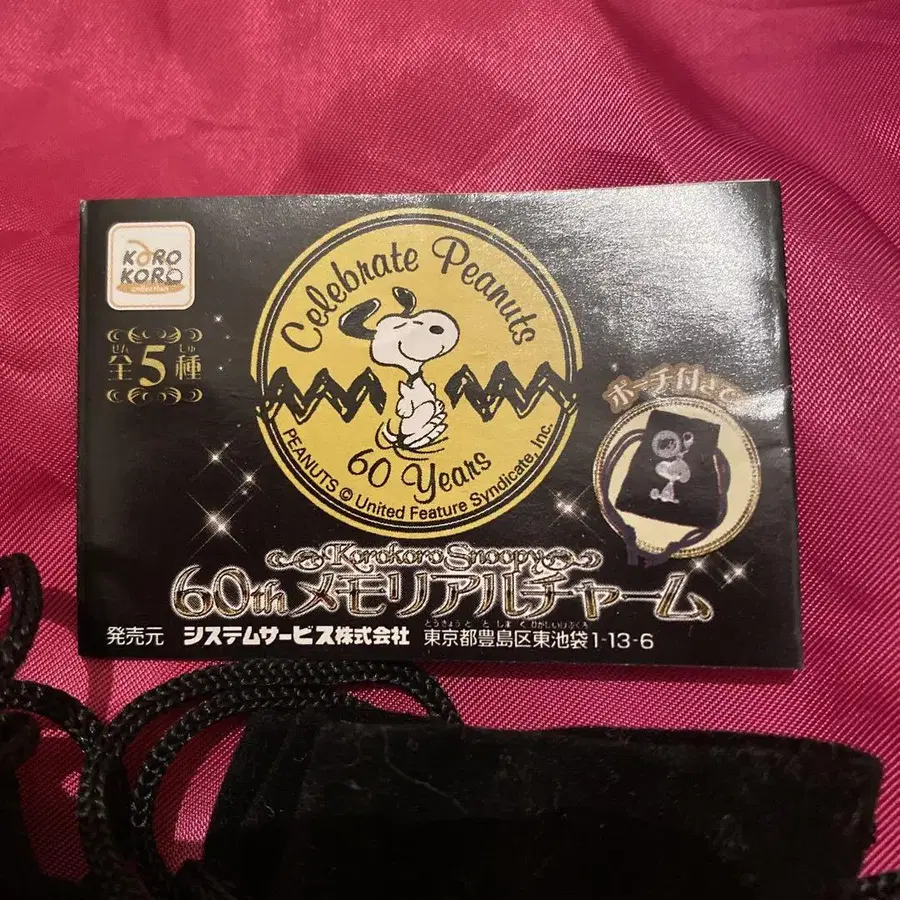 KORO
KORO
collection
全5種
ぜん しゅ
Celebrate Peanuts
60 Years
PEANUTS © United Feature Syndicate, Inc.
ポーチ付きで
Korokoro Snoopy
60th メモリアルチャーム
とうきょう と としま く ひがしいけぶくろ
発売元 システムサービス株式会社 東京都豊島区東池袋1-13-6